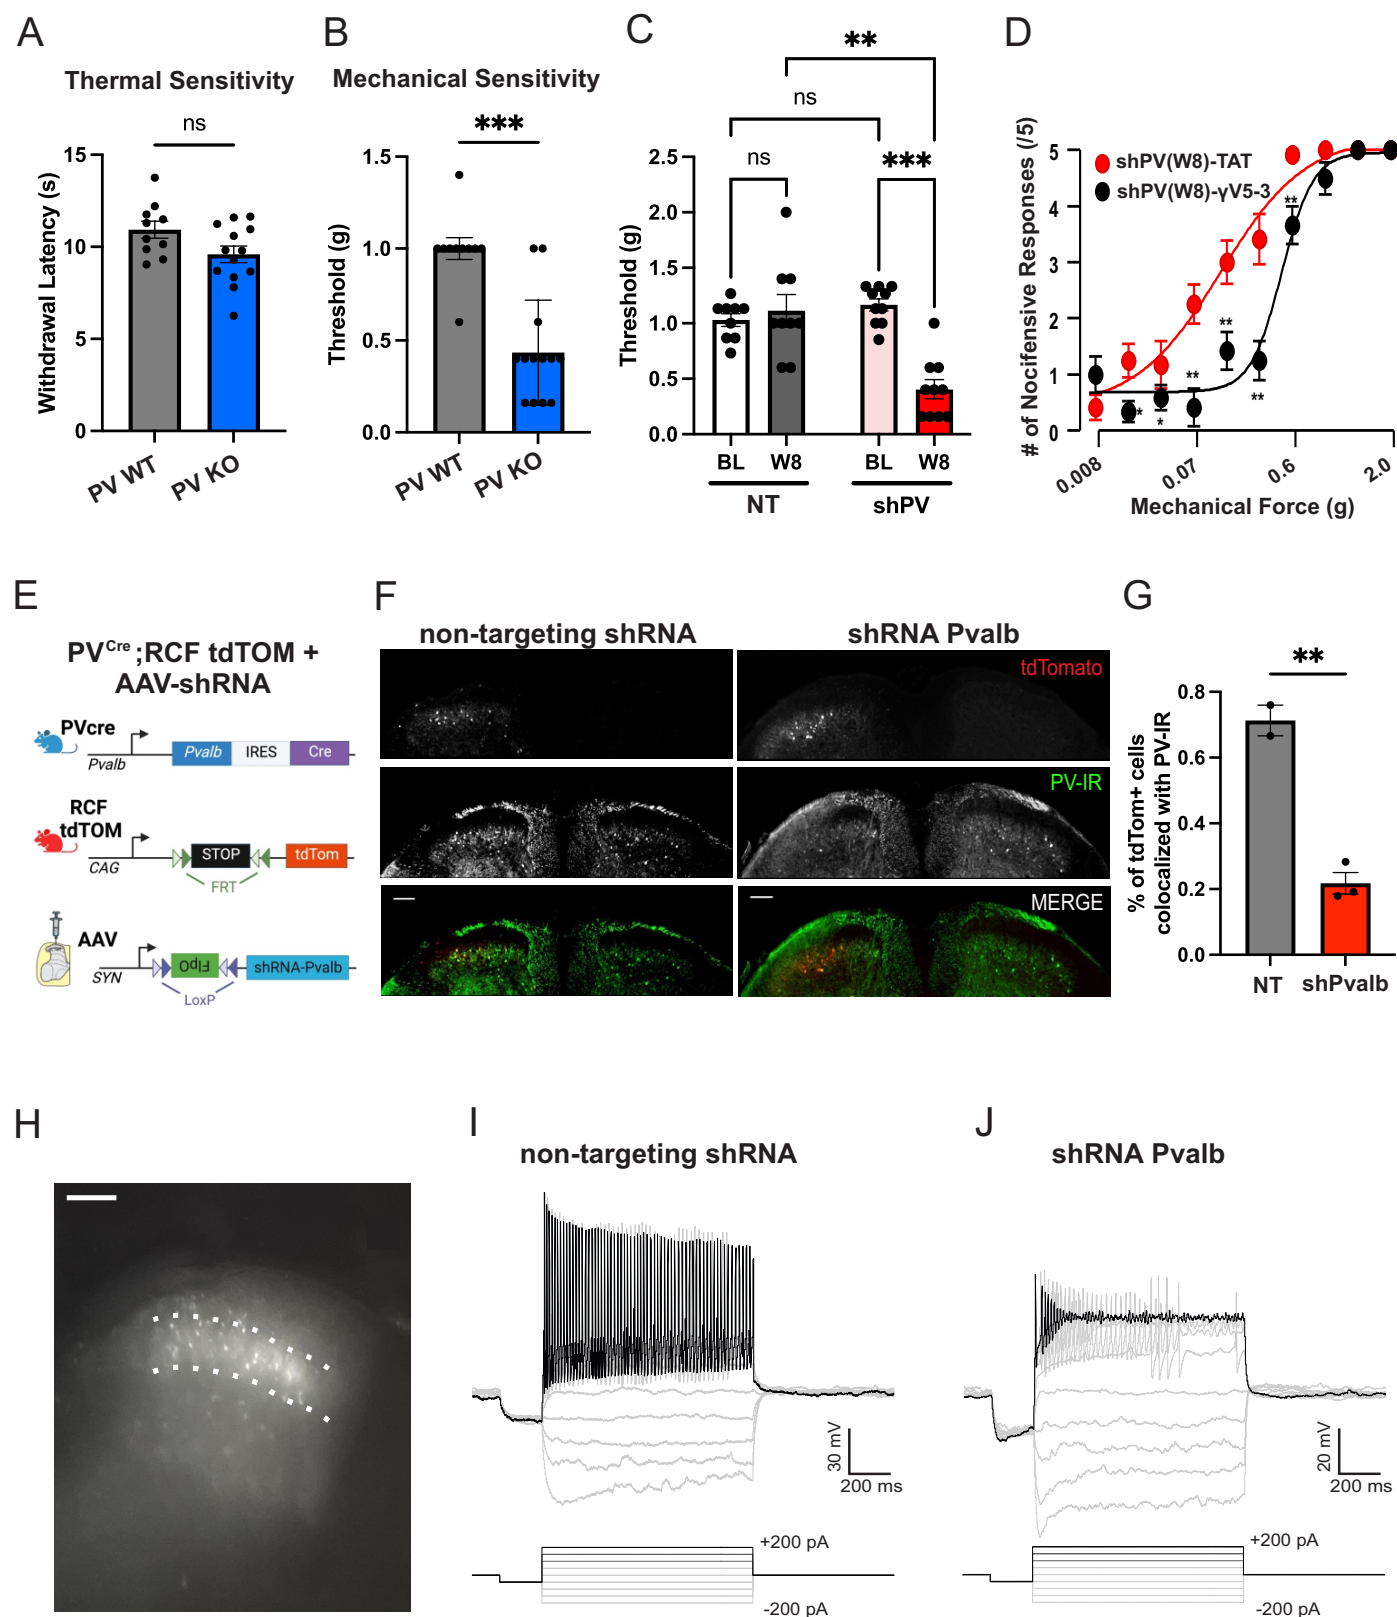 A
Thermal Sensitivity
ns
15
10
5
0
Withdrawal Latency (s)
PV WT
PV KO
B
Mechanical Sensitivity
***
1.5
1.0
0.5
0.0
Threshold (g)
PV WT
PV KO
C
**
ns
ns
***
2.5
2.0
1.5
1.0
0.5
0.0
Threshold (g)
BL W8 BL W8
NT shPV
D
shPV(W8)-TAT
shPV(W8)-γV5-3
5
4
3
2
1
0
# of Nocifensive Responses (/5)
* * ** ** ** **
0.008 0.07 0.6 2.0
Mechanical Force (g)
E
PVCre;RCF tdTOM +
AAV-shRNA
PVcre
Pvalb
Pvalb IRES Cre
RCF
tdTOM
CAG
STOP tdTom
FRT
AAV
SYN
FlpO shRNA-Pvalb
LoxP
F
non-targeting shRNA shRNA Pvalb
tdTomato
PV-IR
MERGE
G
**
0.8
0.6
0.4
0.2
0.0
% of tdTom+ cells
colocalized with PV-IR
NT shPvalb
H
I
non-targeting shRNA
30 mV
200 ms
+200 pA
-200 pA
J
shRNA Pvalb
20 mV
200 ms
+200 pA
-200 pA